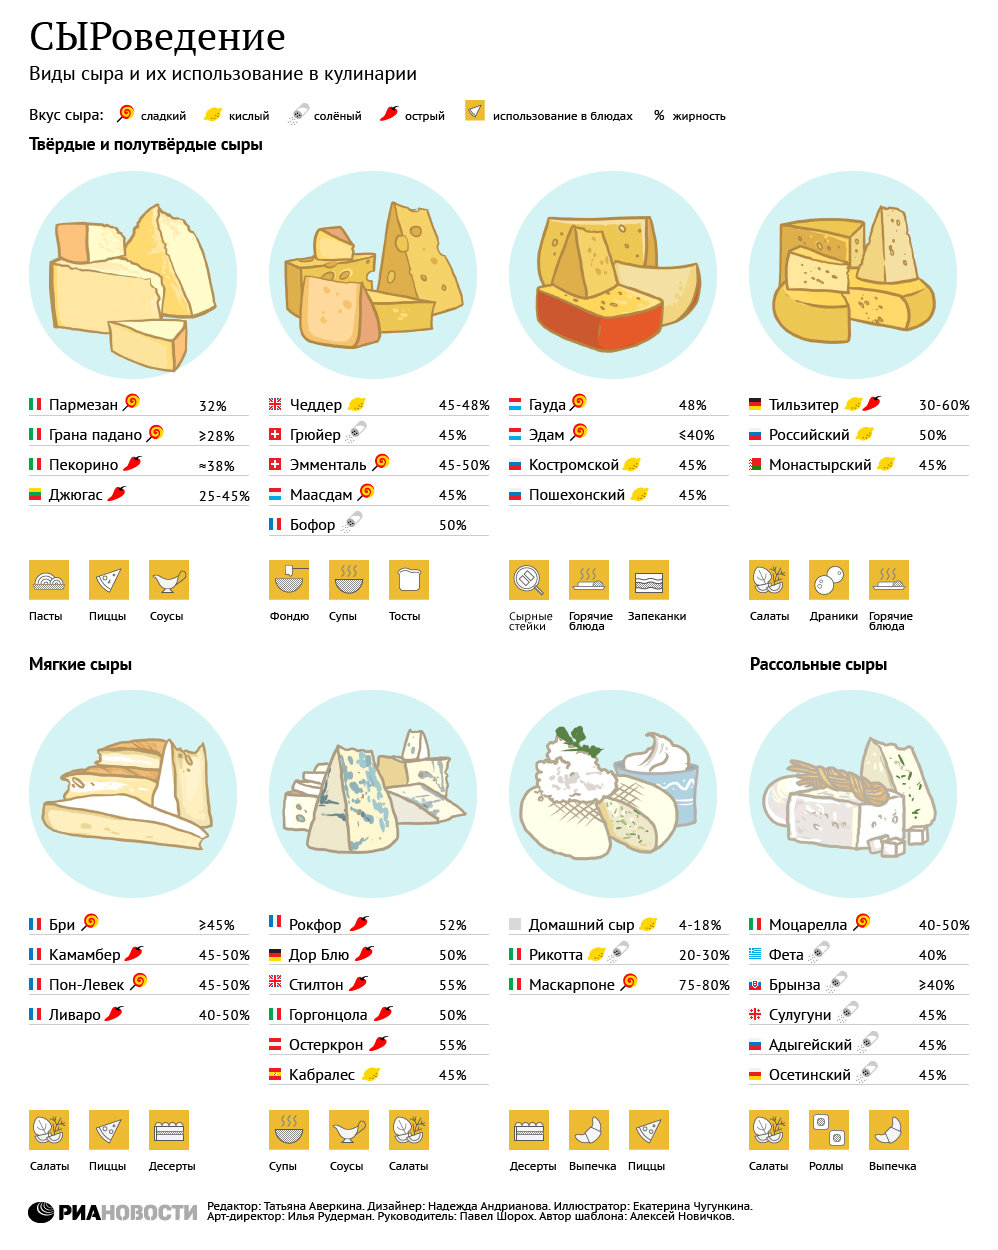 СЫРоведение
Виды сыра и их использование в кулинарии
Вкус сыра: сладкий кислый солёный острый использование в блюдах % жирность
Твёрдые и полутвёрдые сыры
Пармезан 32%
Грана падано ≥28%
Пекорино ≈38%
Джюгас 25-45%
Чеддер 45-48%
Грюйер 45%
Эмменталь 45-50%
Маасдам 45%
Бофор 50%
Гауда 48%
Эдам ≤40%
Костромской 45%
Пошехонский 45%
Тильзитер 30-60%
Российский 50%
Монастырский 45%
Пасты Пиццы Соусы
Фондю Супы Тосты
Сырные стейки Горячие блюда Запеканки
Салаты Драники Горячие блюда
Мягкие сыры
Рассольные сыры
Бри ≥45%
Камамбер 45-50%
Пон-Левек 45-50%
Ливаро 40-50%
Рокфор 52%
Дор Блю 50%
Стилтон 55%
Горгонцола 50%
Остеркрон 55%
Кабралес 45%
Домашний сыр 4-18%
Рикотта 20-30%
Маскарпоне 75-80%
Моцарелла 40-50%
Фета 40%
Брынза ≥40%
Сулугуни 45%
Адыгейский 45%
Осетинский 45%
Салаты Пиццы Десерты
Супы Соусы Салаты
Десерты Выпечка Пиццы
Салаты Роллы Выпечка
РИАНОВОСТИ
Редактор: Татьяна Аверкина. Дизайнер: Надежда Андрианова. Иллюстратор: Екатерина Чугункина.
Арт-директор: Илья Рудерман. Руководитель: Павел Шорох. Автор шаблона: Алексей Новичков.